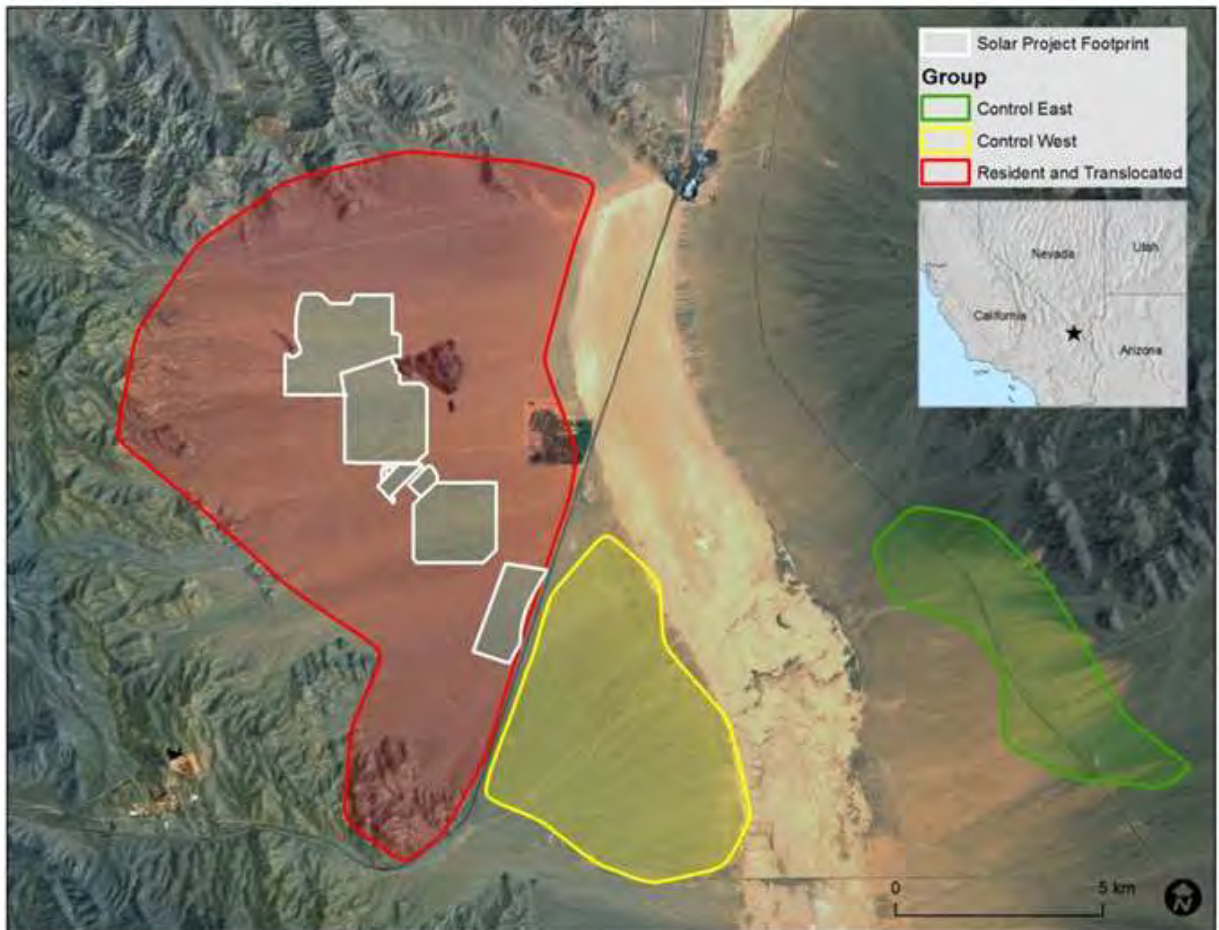 Solar Project Footprint
Group
Control East
Control West
Resident and Translocated
Nevada
Utah
California
Arizona
0 5 km
N